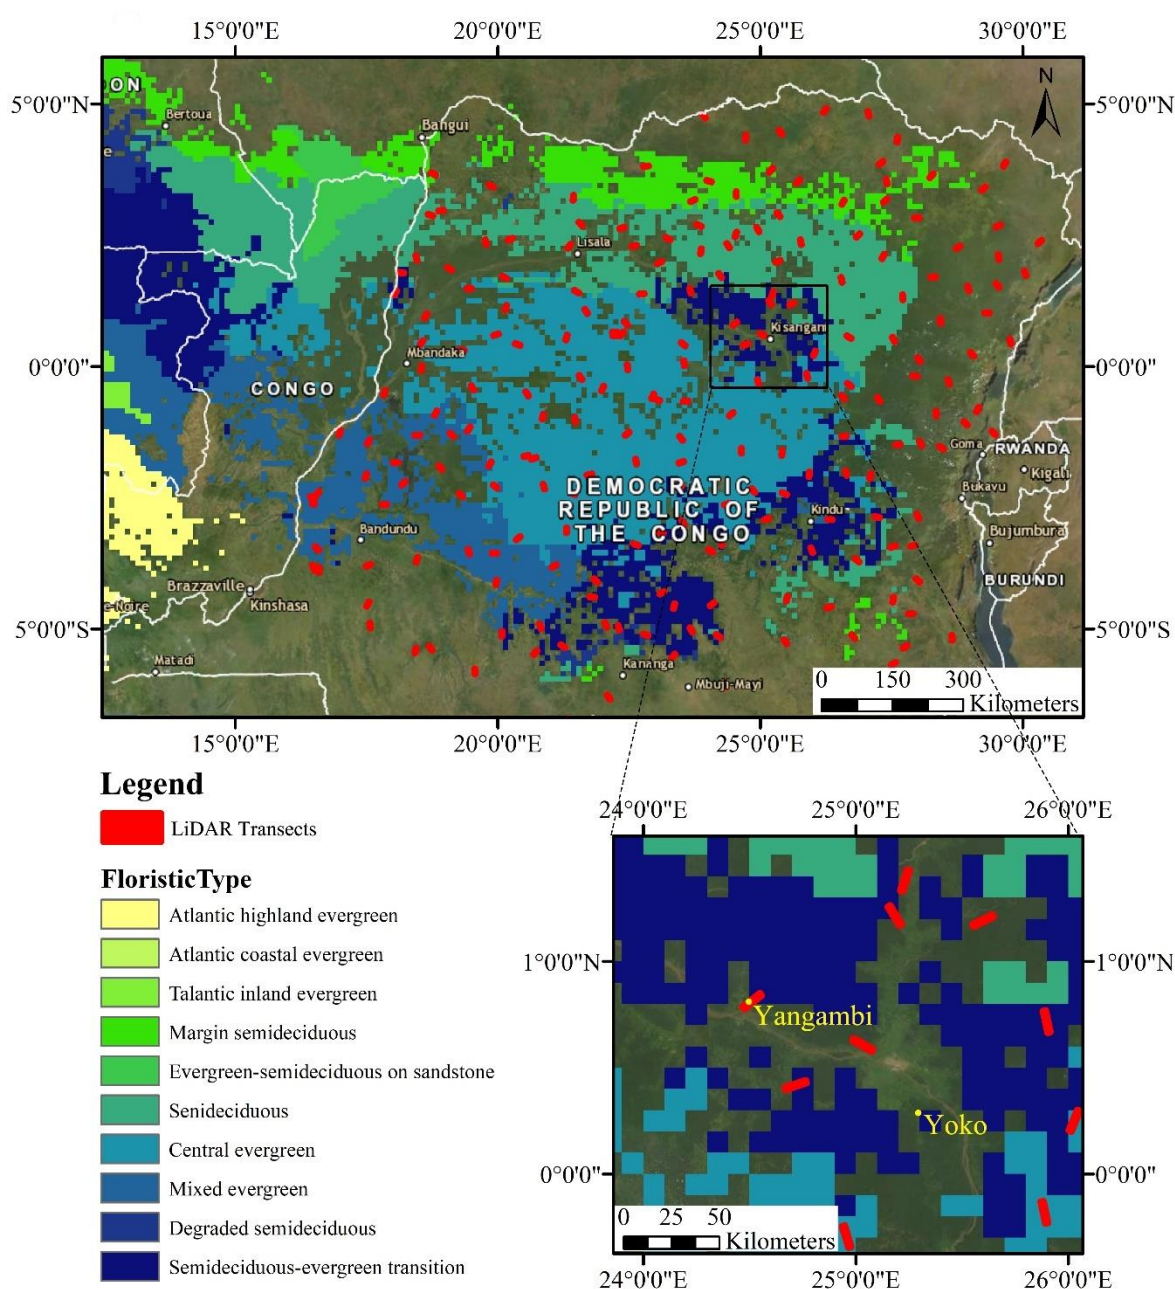 15°0'0"E 20°0'0"E 25°0'0"E 30°0'0"E
N
5°0'0"N 5°0'0"N
ON
Bertoua
Bangui
e
Lisala
Kisangani
0°0'0" 0°0'0"
Mbandaka
CONGO
Goma RWANDA
Kigali
Bukavu
DEMOCRATIC
REPUBLIC OF
THE CONGO
Kindu
Bandundu
Bujumbura
BURUNDI
Brazzaville
Kinshasa
e-Noire
5°0'0"S 5°0'0"S
Matadi
Kananga
Mbuji-Mayi
0 150 300
Kilometers
15°0'0"E 20°0'0"E 25°0'0"E 30°0'0"E
Legend
LiDAR Transects
FloristicType
Atlantic highland evergreen
Atlantic coastal evergreen
Talantic inland evergreen
Margin semideciduous
Evergreen-semideciduous on sandstone
Senideciduous
Central evergreen
Mixed evergreen
Degraded semideciduous
Semideciduous-evergreen transition
24°0'0"E 25°0'0"E 26°0'0"E
1°0'0"N 1°0'0"N
Yangambi
Yoko
0°0'0" 0°0'0"
0 25 50
Kilometers
24°0'0"E 25°0'0"E 26°0'0"E